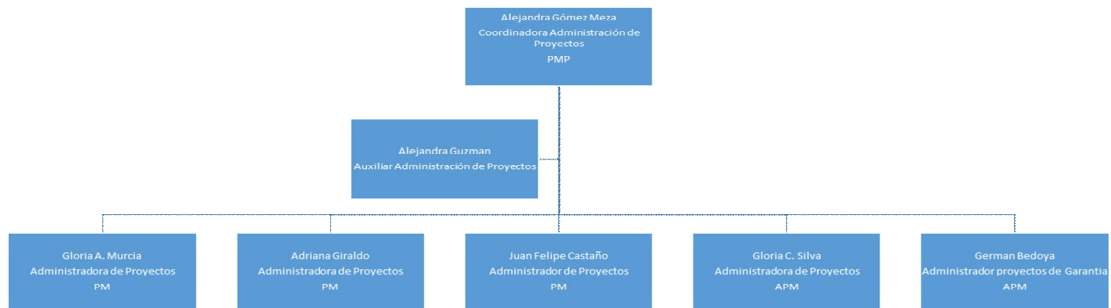 Alejandra Gómez Meza
Coordinadora Administración de
Proyectos
PMP
Alejandra Guzman
Auxiliar Administración de Proyectos
Gloria A. Murcia
Administradora de Proyectos
PM
Adriana Giraldo
Administradora de Proyectos
PM
Juan Felipe Castaño
Administrador de Proyectos
PM
Gloria C. Silva
Administradora de Proyectos
APM
German Bedoya
Administrador proyectos de Garantia
APM